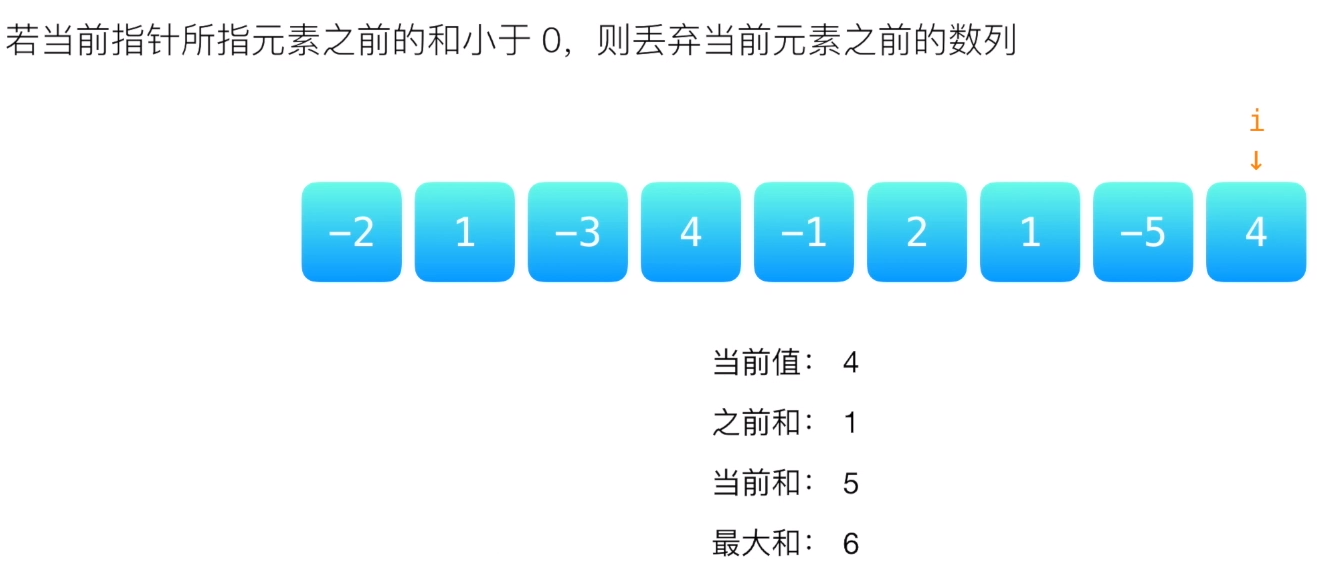 若当前指针所指元素之前的和小于 0，则丢弃当前元素之前的数列
i
↓
−2 1 −3 4 −1 2 1 −5 4
当前值： 4
之前和： 1
当前和： 5
最大和： 6